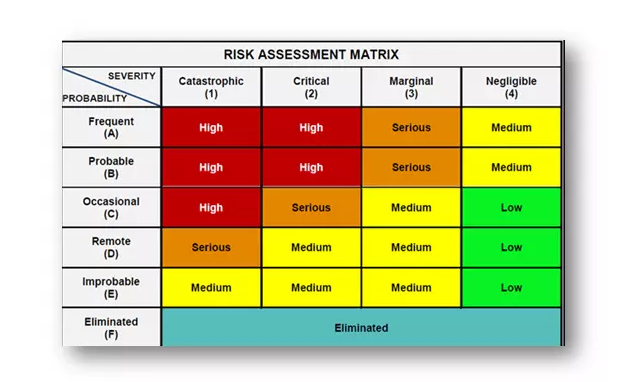 RISK ASSESSMENT MATRIX
SEVERITY
PROBABILITY
Catastrophic
(1)
Critical
(2)
Marginal
(3)
Negligible
(4)
Frequent
(A)
High
High
Serious
Medium
Probable
(B)
High
High
Serious
Medium
Occasional
(C)
High
Serious
Medium
Low
Remote
(D)
Serious
Medium
Medium
Low
Improbable
(E)
Medium
Medium
Medium
Low
Eliminated
(F)
Eliminated